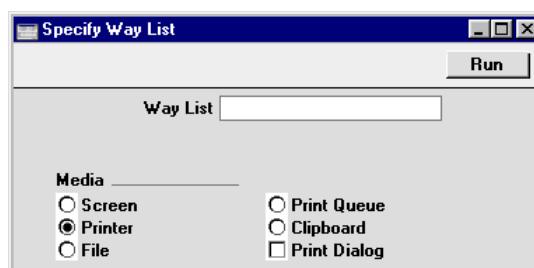 Specify Way List
Run
Way List
Media
Screen
Print Queue
Printer
Clipboard
File
Print Dialog